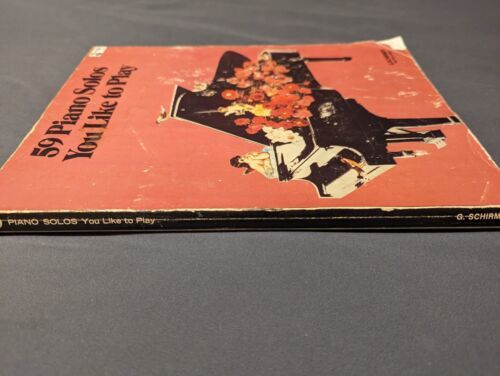 59 Piano Solos
You Like to Play
PIANO SOLOS You Like to Play
G. SCHIRM